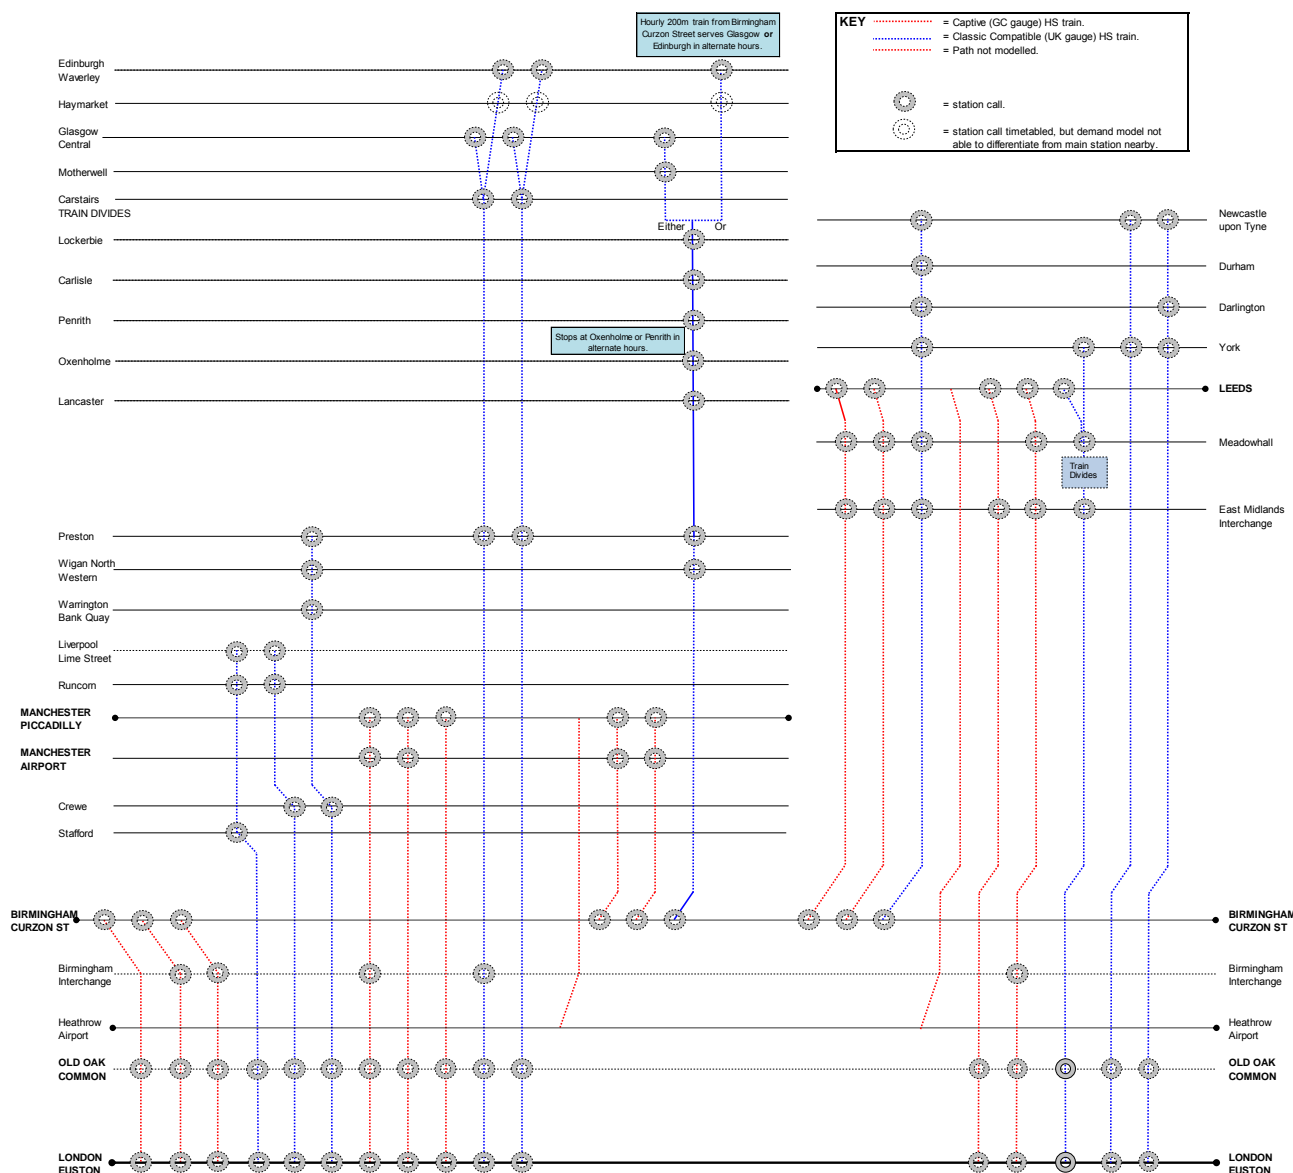 Hourly 200m train from Birmingham
Curzon Street serves Glasgow or
Edinburgh in alternate hours.
KEY
= Captive (GC gauge) HS train.
= Classic Compatible (UK gauge) HS train.
= Path not modelled.
= station call.
= station call timetabled, but demand model not
able to differentiate from main station nearby.
Edinburgh
Waverley
Haymarket
Glasgow
Central
Motherwell
Carstairs
TRAIN DIVIDES
Either
Or
Lockerbie
Carlisle
Penrith
Stops at Oxenholme or Penrith in
alternate hours.
Oxenholme
Lancaster
Preston
Wigan North
Western
Warrington
Bank Quay
Liverpool
Lime Street
Runcorn
MANCHESTER
PICCADILLY
MANCHESTER
AIRPORT
Crewe
Stafford
BIRMINGHAM
CURZON ST
Birmingham
Interchange
Heathrow
Airport
OLD OAK
COMMON
LONDON
EUSTON
Newcastle
upon Tyne
Durham
Darlington
York
LEEDS
Meadowhall
Train
Divides
East Midlands
Interchange
BIRMINGHAM
CURZON ST
Birmingham
Interchange
Heathrow
Airport
OLD OAK
COMMON
LONDON
EUSTON